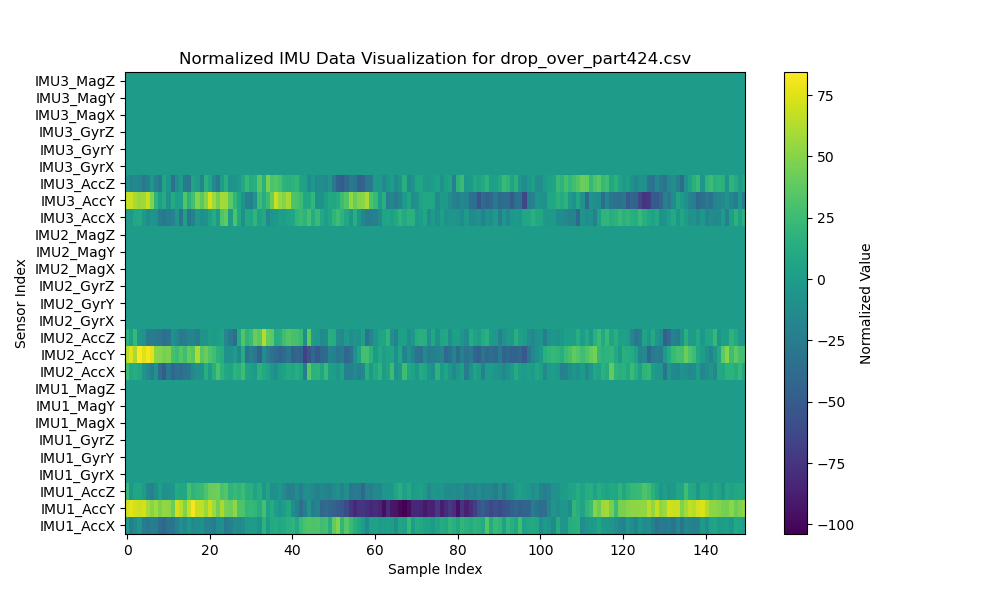 Normalized IMU Data Visualization for drop_over_part424.csv
IMU3_MagZ
IMU3_MagY
IMU3_MagX
IMU3_GyrZ
IMU3_GyrY
IMU3_GyrX
IMU3_AccZ
IMU3_AccY
IMU3_AccX
IMU2_MagZ
IMU2_MagY
IMU2_MagX
IMU2_GyrZ
IMU2_GyrY
IMU2_GyrX
IMU2_AccZ
IMU2_AccY
IMU2_AccX
IMU1_MagZ
IMU1_MagY
IMU1_MagX
IMU1_GyrZ
IMU1_GyrY
IMU1_GyrX
IMU1_AccZ
IMU1_AccY
IMU1_AccX
Sensor Index
0 20 40 60 80 100 120 140
Sample Index
75
50
25
0
−25
−50
−75
−100
Normalized Value